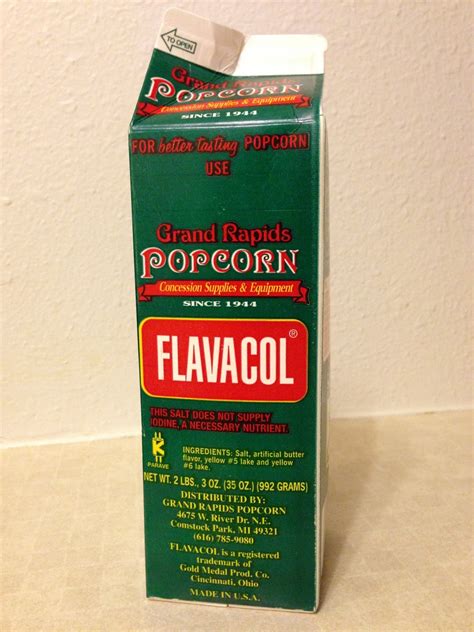 TO OPEN
Grand Rapids
POPCORN
Concession Supplies & Equipment
SINCE 1944
FOR better tasting POPCORN
USE
Grand Rapids
POPCORN
Concession Supplies & Equipment
SINCE 1944
FLAVACOL®
THIS SALT DOES NOT SUPPLY
IODINE, A NECESSARY NUTRIENT.
K
PARAVE
INGREDIENTS: Salt, artificial butter
flavor, yellow #5 lake and yellow
#6 lake.
NET WT. 2 LBS., 3 OZ. (35 OZ.) (992 GRAMS)
DISTRIBUTED BY:
GRAND RAPIDS POPCORN
4675 W. River Dr. N.E.
Comstock Park, MI 49321
(616) 785-9080
FLAVACOL is a registered
trademark of
Gold Medal Prod. Co.
Cincinnati, Ohio
MADE IN U.S.A.